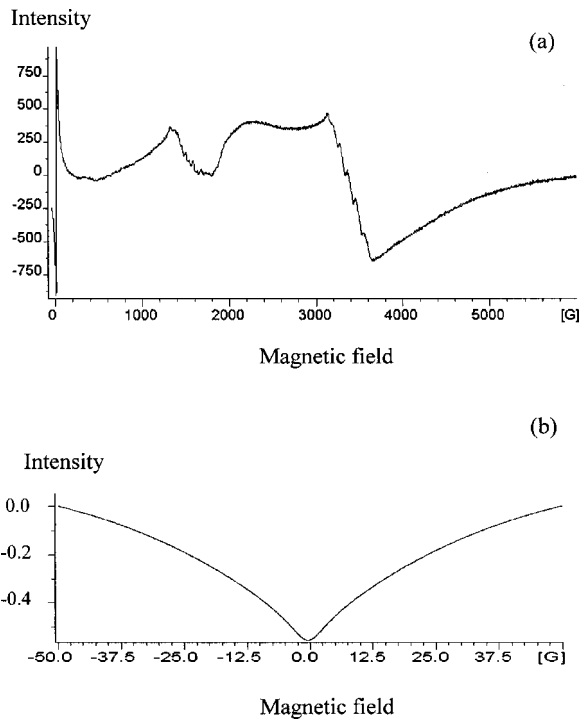 Intensity
(a)
750
500
250
0
-250
-500
-750
0 1000 2000 3000 4000 5000 [G]
Magnetic field
(b)
Intensity
0.0
-0.2
-0.4
-50.0 -37.5 -25.0 -12.5 0.0 12.5 25.0 37.5 [G]
Magnetic field